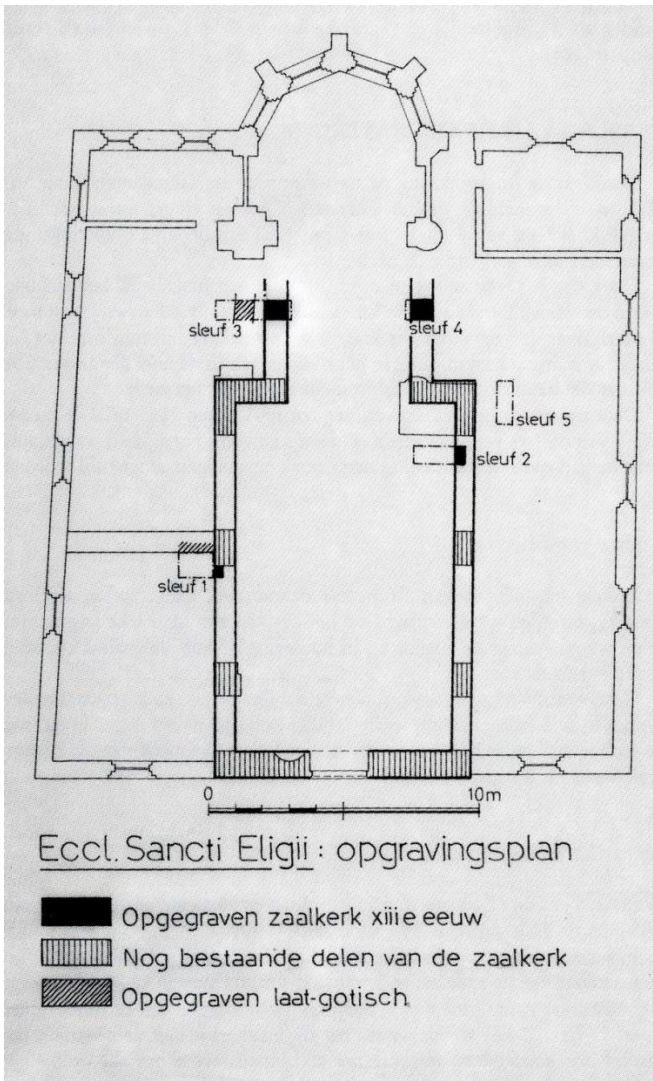 sleuf 3
sleuf 4
sleuf 5
sleuf 2
sleuf 1
0 10m
Eccl. Sancti Eligii : opgravingsplan
Opgegraven zaalkerk xiiie eeuw
Nog bestaande delen van de zaalkerk
Opgegraven laat-gotisch